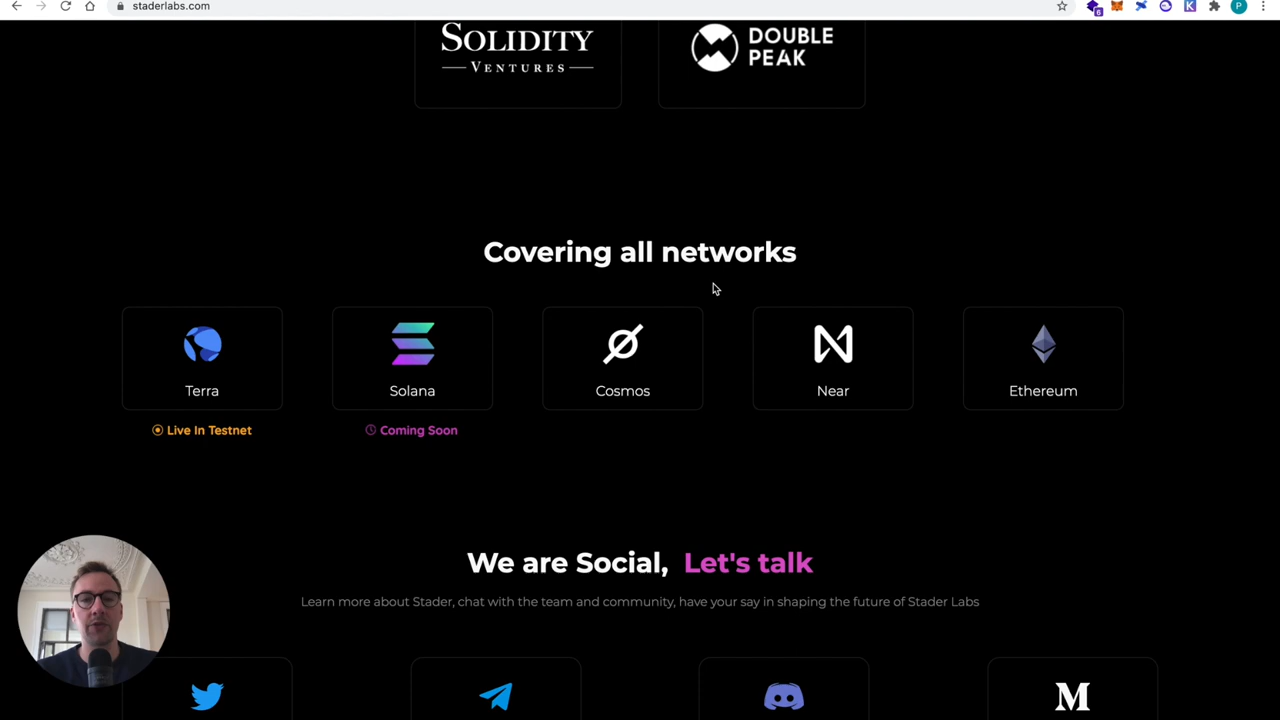 staderlabs.com
6
K
P
SOLIDITY
VENTURES
DOUBLE
PEAK
Covering all networks
Terra
Solana
Cosmos
Near
Ethereum
Live In Testnet
Coming Soon
We are Social, Let's talk
Learn more about Stader, chat with the team and community, have your say in shaping the future of Stader Labs
M